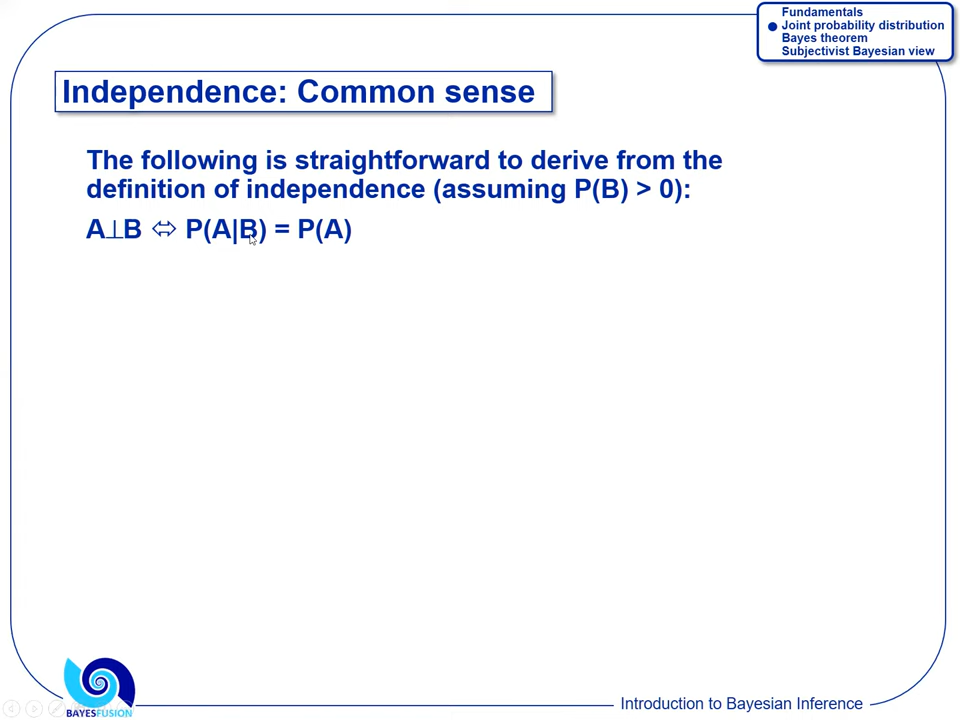 Fundamentals
Joint probability distribution
Bayes theorem
Subjectivist Bayesian view
Independence: Common sense
The following is straightforward to derive from the
definition of independence (assuming P(B) > 0):
A⊥B ⇔ P(A|B) = P(A)
BAYESFUSION
Introduction to Bayesian Inference